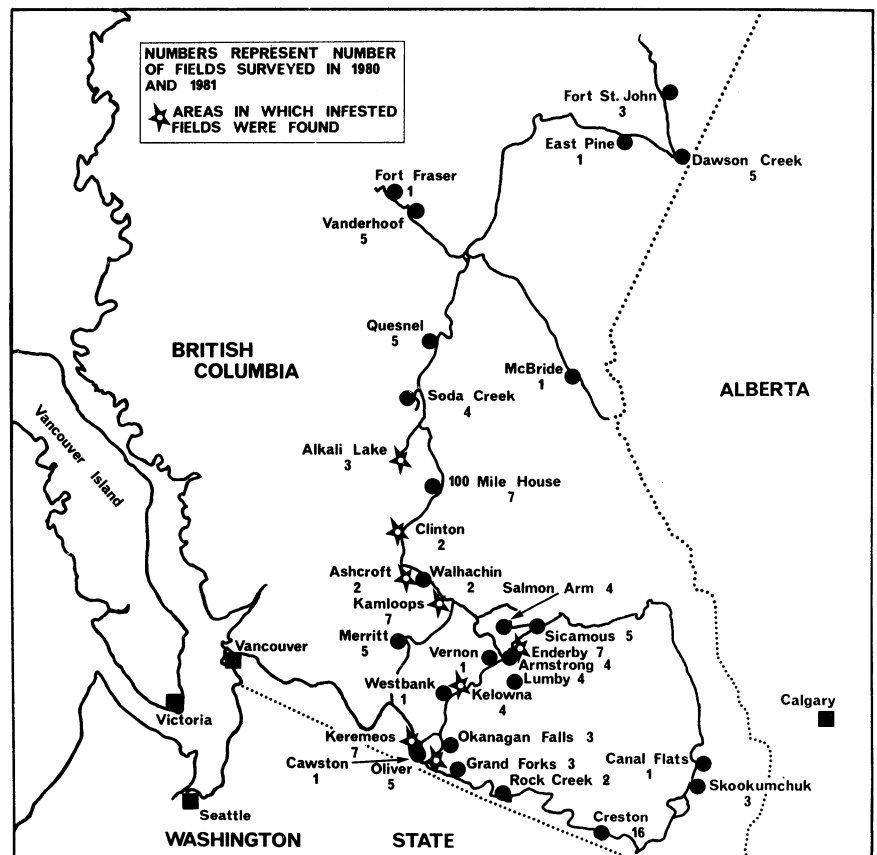 NUMBERS REPRESENT NUMBER
OF FIELDS SURVEYED IN 1980
AND 1981
AREAS IN WHICH INFESTED
FIELDS WERE FOUND
Fort St. John
3
East Pine
1
Dawson Creek
5
Fort Fraser
1
Vanderhoof
5
Quesnel
5
BRITISH
COLUMBIA
McBride
1
ALBERTA
Soda Creek
4
Vancouver Island
Alkali Lake
3
100 Mile House
7
Clinton
2
Ashcroft
2
Walhachin
2
Salmon Arm 4
Kamloops
7
Merritt
5
Sicamous 5
Enderby 7
Vernon
1
Armstrong 4
Lumby 4
Vancouver
Westbank
1
Kelowna
4
Calgary
Victoria
Keremeos
7
Okanagan Falls 3
Cawston
1
Oliver
5
Grand Forks 3
Canal Flats
1
Rock Creek 2
Skookumchuk
3
Seattle
Creston
16
WASHINGTON STATE